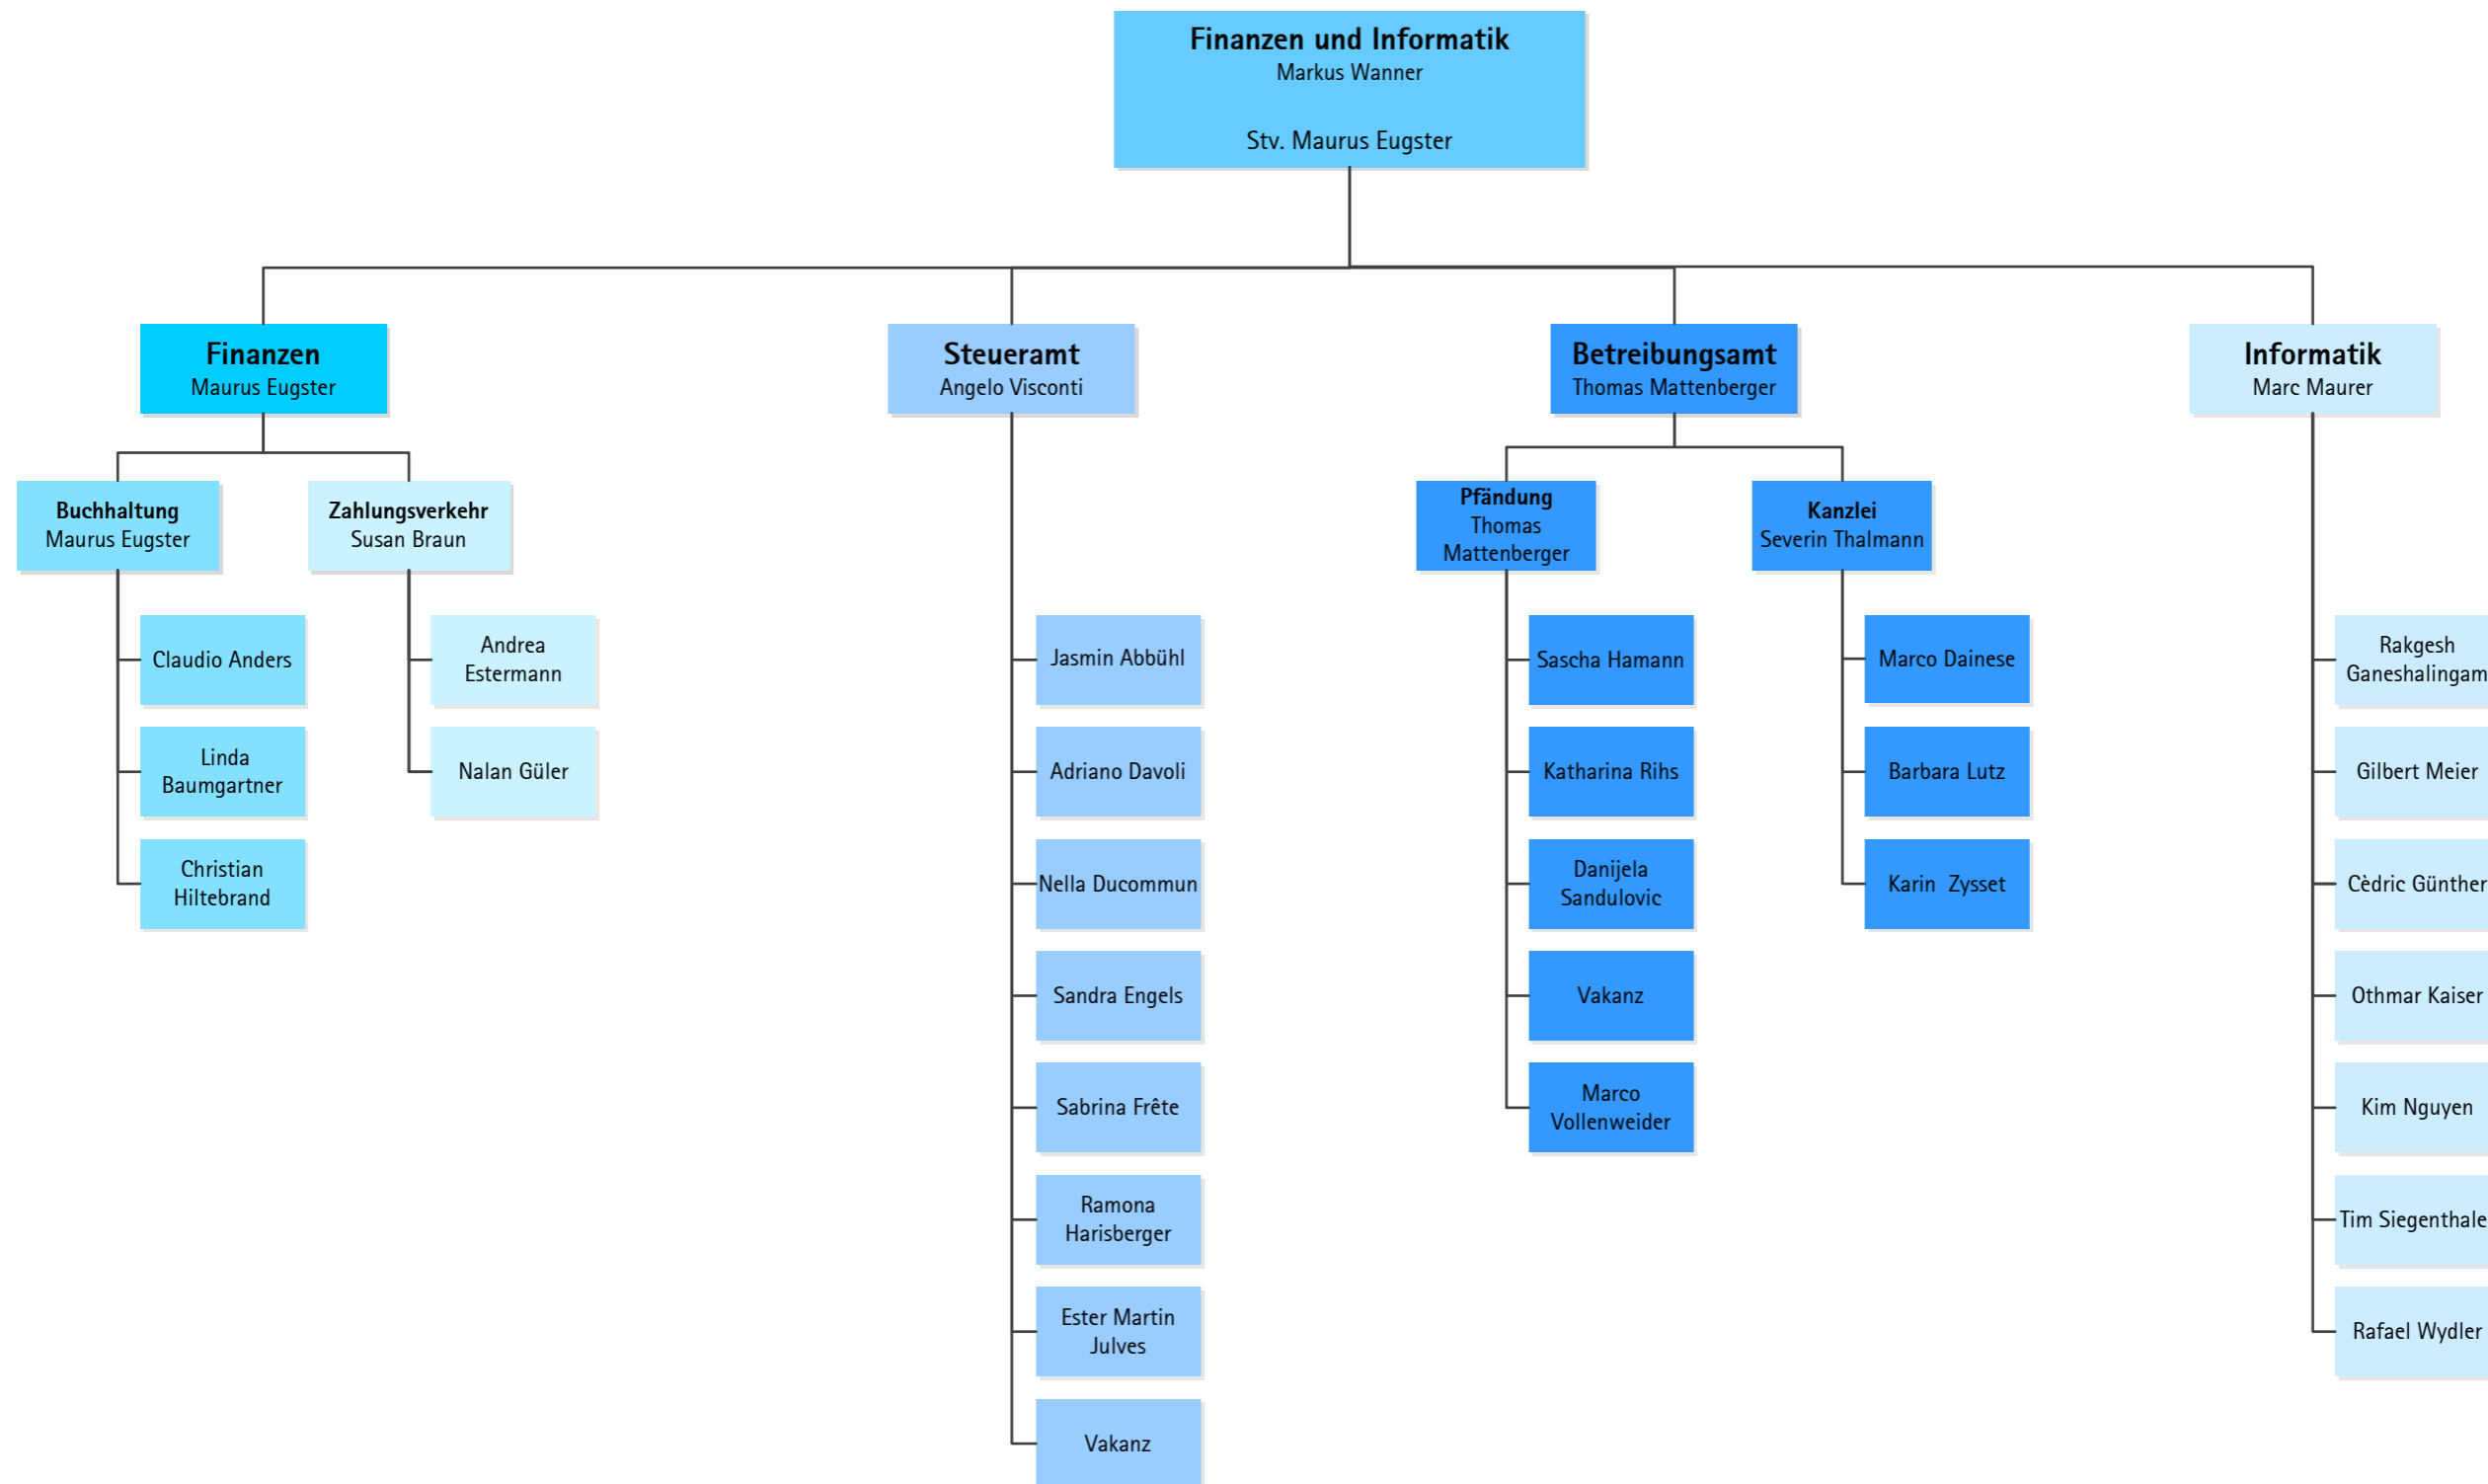 Finanzen und Informatik
Markus Wanner
Stv. Maurus Eugster
Finanzen
Maurus Eugster
Steueramt
Angelo Visconti
Betreibungsamt
Thomas Mattenberger
Informatik
Marc Maurer
Buchhaltung
Maurus Eugster
Zahlungsverkehr
Susan Braun
Pfändung
Thomas
Mattenberger
Kanzlei
Severin Thalmann
Claudio Anders
Linda
Baumgartner
Christian
Hiltebrand
Andrea
Estermann
Nalan Güler
Jasmin Abbühl
Adriano Davoli
Nella Ducommun
Sandra Engels
Sabrina Frête
Ramona
Harisberger
Ester Martin
Julves
Vakanz
Sascha Hamann
Katharina Rihs
Danijela
Sandulovic
Vakanz
Marco
Vollenweider
Marco Dainese
Barbara Lutz
Karin  Zysset
Rakgesh
Ganeshalingam
Gilbert Meier
Cèdric Günther
Othmar Kaiser
Kim Nguyen
Tim Siegenthale
Rafael Wydler